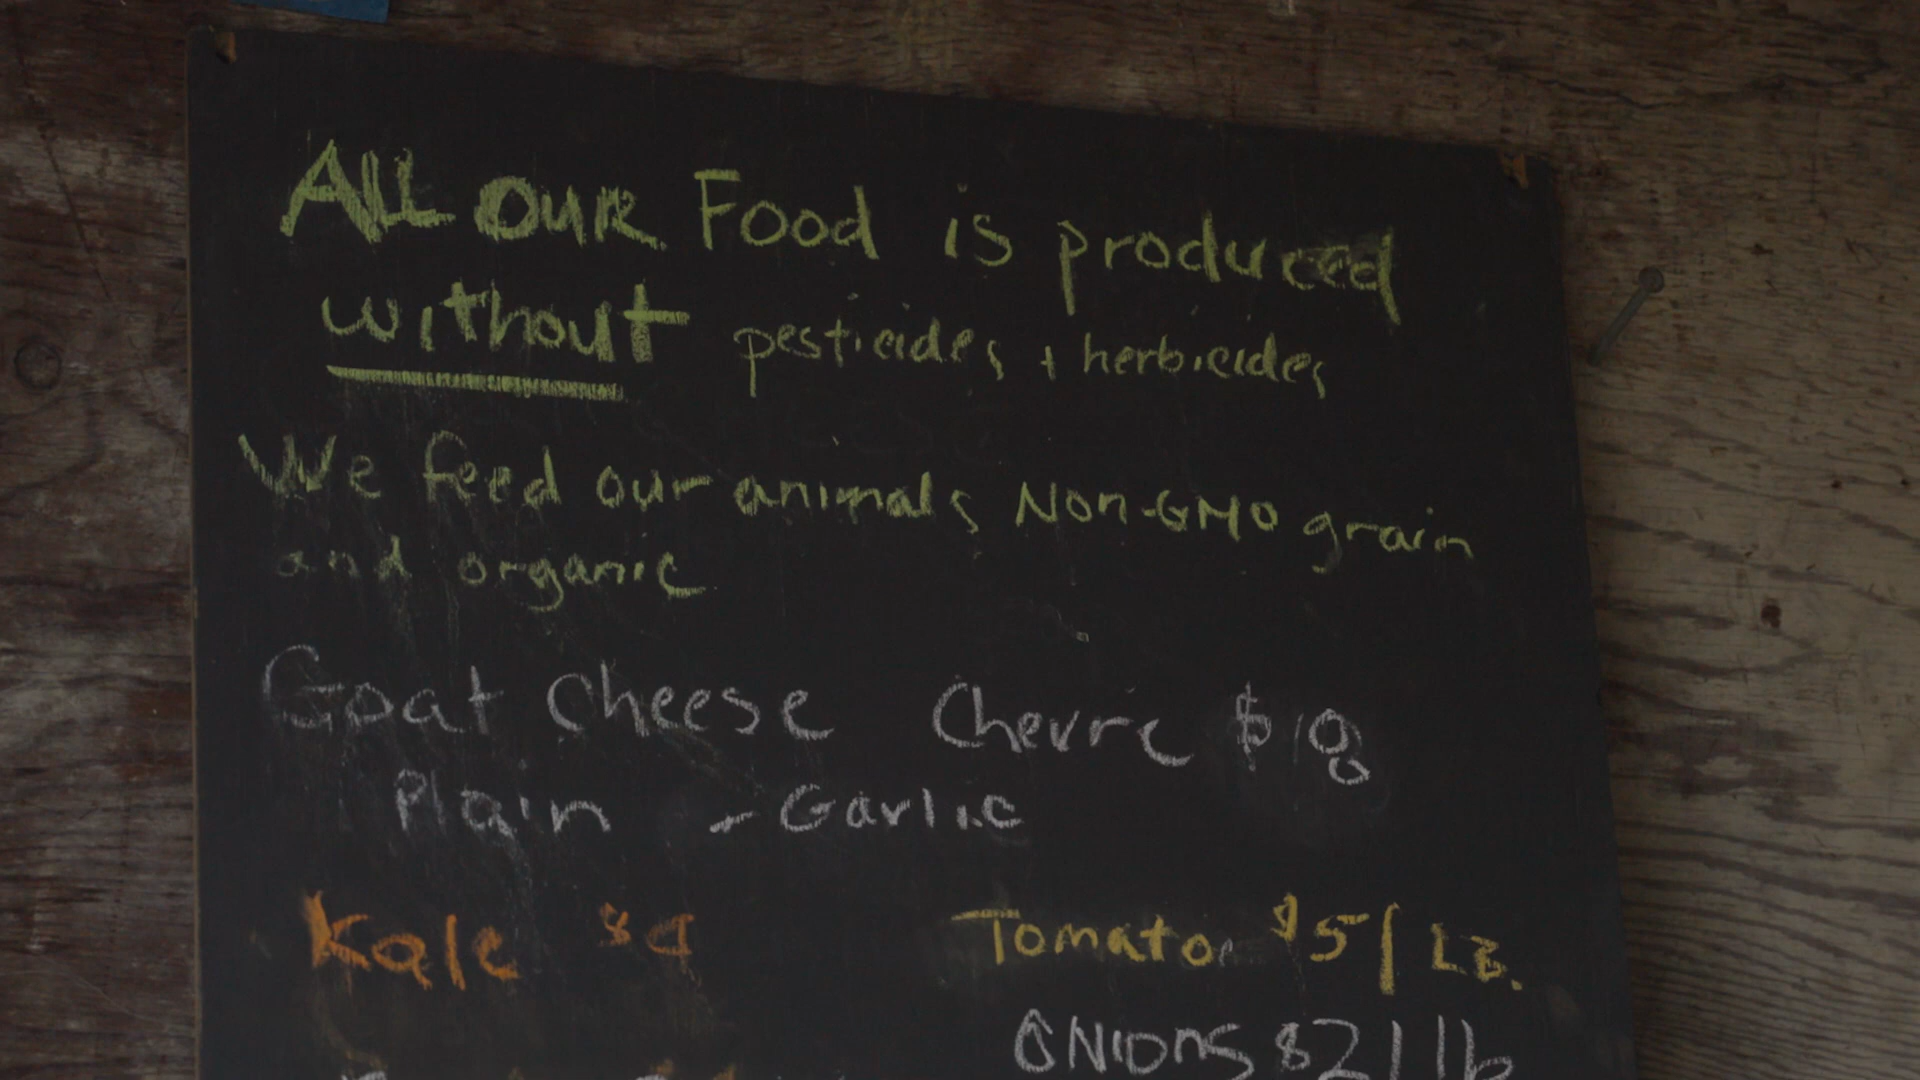 ALL OUR Food is produced
without pesticides + herbicides
We feed our animals Non-GMO grain
and organic
Goat Cheese Chevre $10
Plain - Garlic
Kale $4 Tomato $5/LB.
ONIONS $2/lb